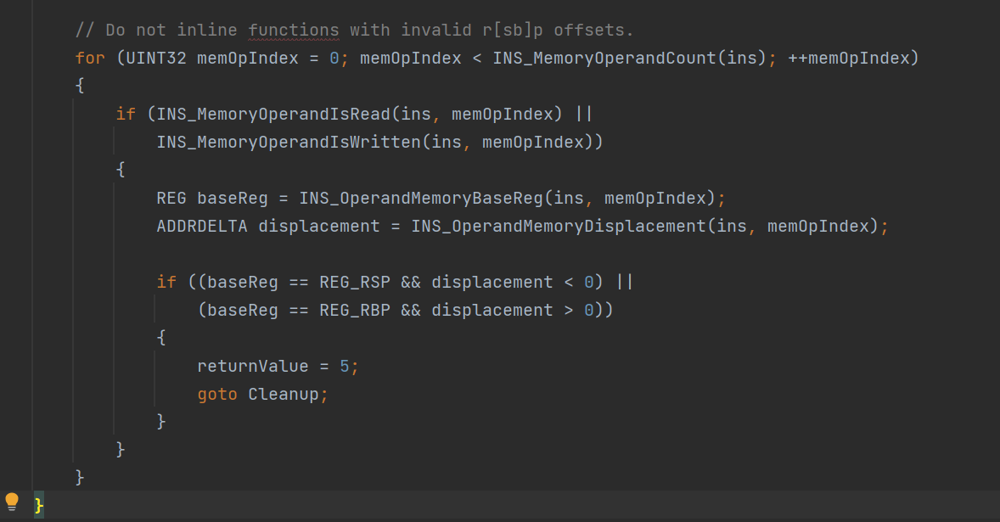 // Do not inline functions with invalid r[sb]p offsets.
for (UINT32 memOpIndex = 0; memOpIndex < INS_MemoryOperandCount(ins); ++memOpIndex)
{
if (INS_MemoryOperandIsRead(ins, memOpIndex) ||
INS_MemoryOperandIsWritten(ins, memOpIndex))
{
REG baseReg = INS_OperandMemoryBaseReg(ins, memOpIndex);
ADDRDELTA displacement = INS_OperandMemoryDisplacement(ins, memOpIndex);
if ((baseReg == REG_RSP && displacement < 0) ||
(baseReg == REG_RBP && displacement > 0))
{
returnValue = 5;
goto Cleanup;
}
}
}
}